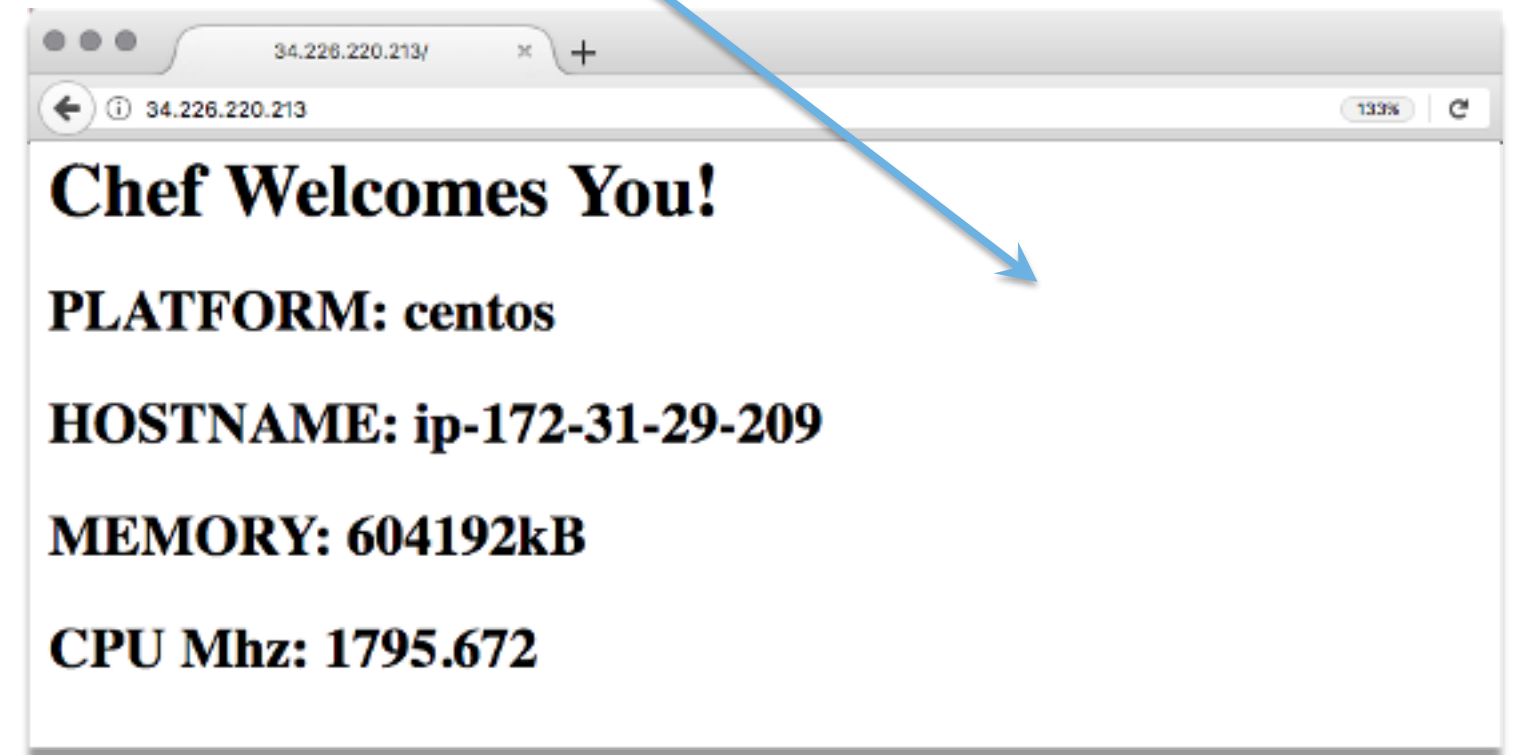 34.226.220.213/
34.226.220.213
133%
Chef Welcomes You!
PLATFORM: centos
HOSTNAME: ip-172-31-29-209
MEMORY: 604192kB
CPU Mhz: 1795.672